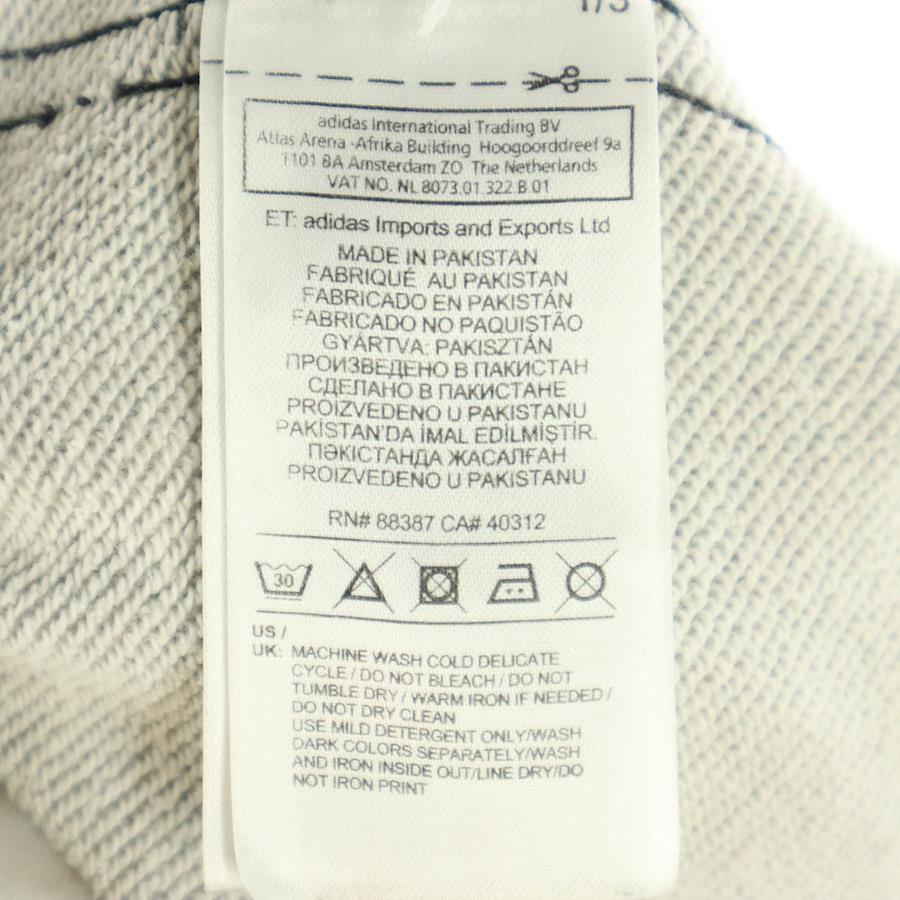 1/3
adidas International Trading BV
Atlas Arena -Afrika Building Hoogoorddreef 9a
1101 BA Amsterdam ZO The Netherlands
VAT NO. NL 8073.01.322.B.01
ET: adidas Imports and Exports Ltd
MADE IN PAKISTAN
FABRIQUÉ AU PAKISTAN
FABRICADO EN PAKISTÁN
FABRICADO NO PAQUISTÃO
GYÁRTVA: PAKISZTÁN
ПРОИЗВЕДЕНО В ПАКИСТАН
СДЕЛАНО В ПАКИСТАНЕ
PROIZVEDENO U PAKISTANU
PAKİSTAN'DA İMAL EDİLMİŞTİR.
ПӘКІСТАНДА ЖАСАЛҒАН
PROIZVEDENO U PAKISTANU
RN# 88387 CA# 40312
30
US /
UK: MACHINE WASH COLD DELICATE
CYCLE / DO NOT BLEACH / DO NOT
TUMBLE DRY / WARM IRON IF NEEDED /
DO NOT DRY CLEAN
USE MILD DETERGENT ONLY/WASH
DARK COLORS SEPARATELY/WASH
AND IRON INSIDE OUT/LINE DRY/DO
NOT IRON PRINT